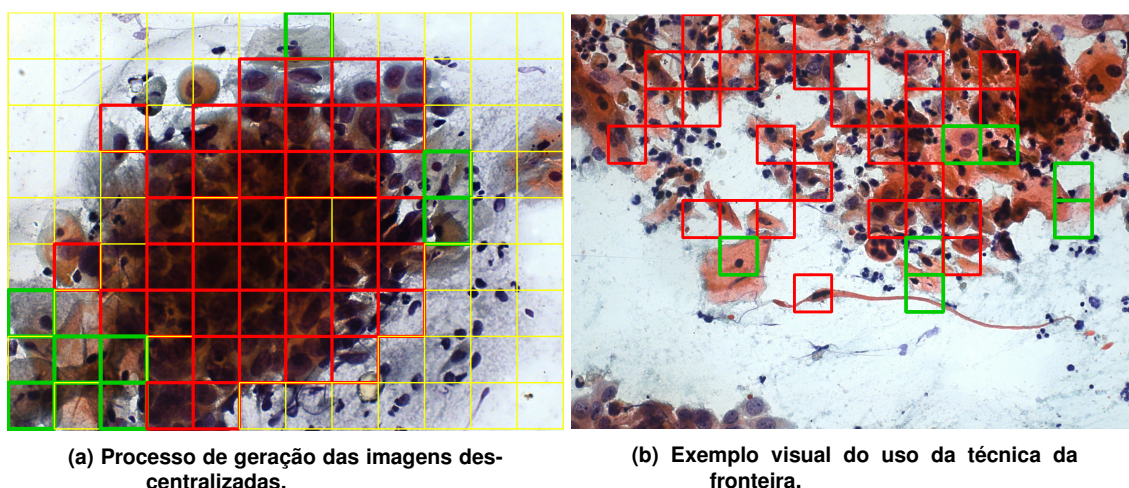 (a) Processo de geração das imagens des-
centralizadas.
(b) Exemplo visual do uso da técnica da
fronteira.